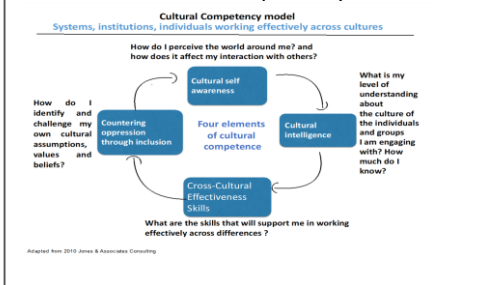 Cultural Competency model
Systems, institutions, individuals working effectively across cultures
How do I perceive the world around me? and
how does it affect my interaction with others?
Cultural self
awareness
What is my
level of
understanding
about
the culture of
the individuals
and groups
I am engaging
with? How
much do I
know?
How do I
identify and
challenge my
own cultural
assumptions,
values and
beliefs?
Countering
oppression
through inclusion
Four elements
of cultural
competence
Cultural
intelligence
Cross-Cultural
Effectiveness
Skills
What are the skills that will support me in working
effectively across differences ?
Adapted from 2010 Jones & Associates Consulting